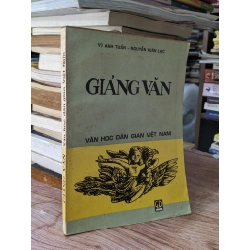 VŨ ANH TUẤN - NGUYỄN XUÂN LẠC
GIẢNG VĂN
VĂN HỌC DÂN GIAN VIỆT NAM